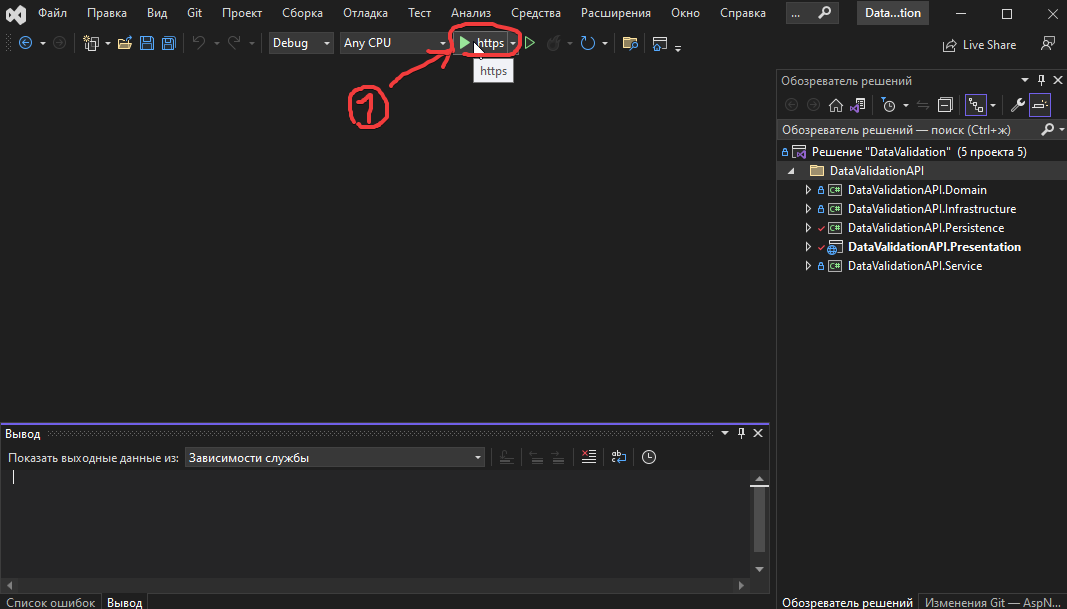 Файл Правка Вид Git Проект Сборка Отладка Тест Анализ Средства Расширения Окно Справка ... Data...tion
Debug Any CPU https Live Share
https
1
Обозреватель решений
Обозреватель решений — поиск (Ctrl+ж)
Решение "DataValidation" (5 проекта 5)
DataValidationAPI
DataValidationAPI.Domain
DataValidationAPI.Infrastructure
DataValidationAPI.Persistence
DataValidationAPI.Presentation
DataValidationAPI.Service
Вывод
Показать выходные данные из: Зависимости службы
Список ошибок Вывод
Обозреватель решений Изменения Git — AspN...